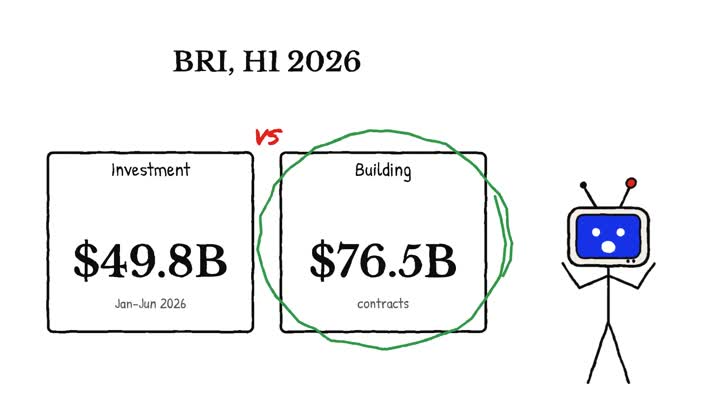 BRI, H1 2026
vs
Investment
$49.8B
Jan-Jun 2026
Building
$76.5B
contracts